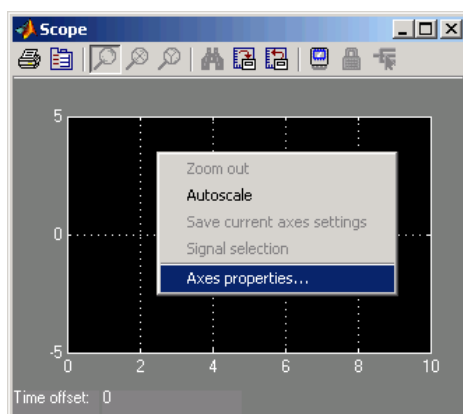 Scope
5
Zoom out
Autoscale
Save current axes settings
0
Signal selection
Axes properties...
-5
0 2 4 6 8 10
Time offset: 0